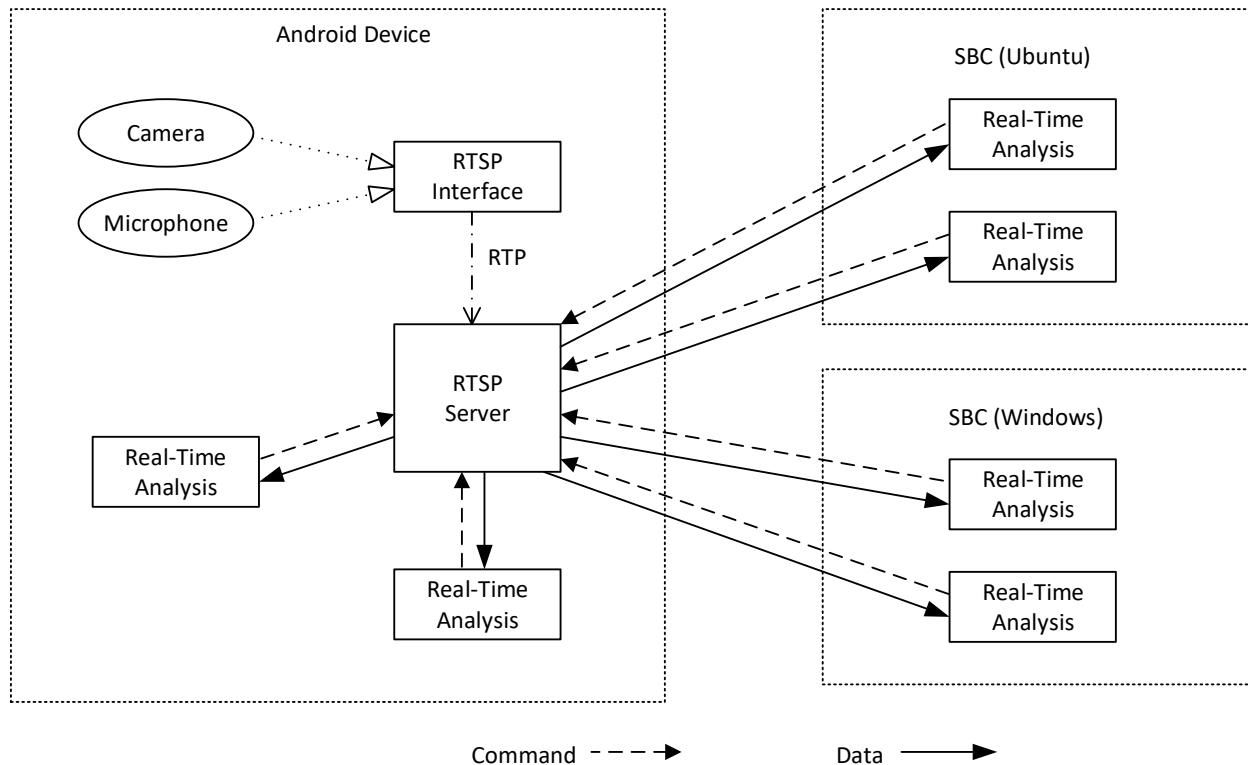 Android Device
SBC (Ubuntu)
Camera
Microphone
RTSP
Interface
RTP
Real-Time
Analysis
Real-Time
Analysis
RTSP
Server
SBC (Windows)
Real-Time
Analysis
Real-Time
Analysis
Real-Time
Analysis
Real-Time
Analysis
Command
Data